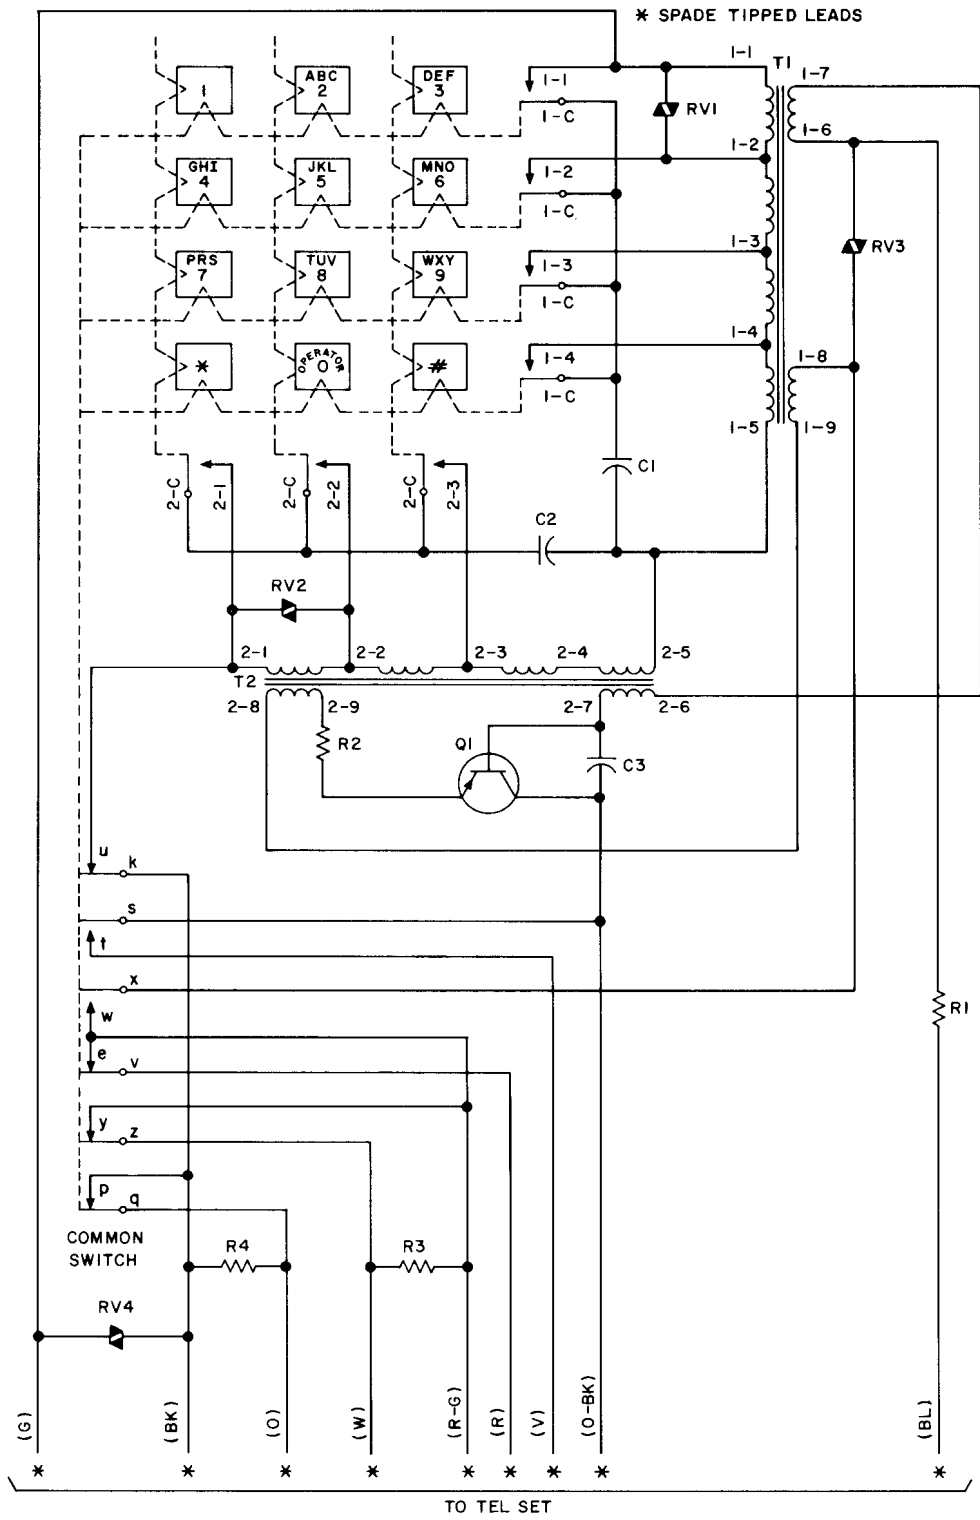 * SPADE TIPPED LEADS
1-1 T1
1-7
1
ABC
2
DEF
3
1-1
1-C
RV1
1-6
1-2
GHI
4
JKL
5
MNO
6
1-2
1-C
1-3
RV3
PRS
7
TUV
8
WXY
9
1-3
1-C
1-4
1-8
*
OPERATOR
0
#
1-4
1-C
1-5 1-9
C1
2-C 2-1 2-C 2-2 2-C 2-3
C2
RV2
2-1 2-2 2-3 2-4 2-5
T2
2-8 2-9 2-7 2-6
R2 Q1 C3
u k
s
t
x
w
R1
e v
y z
p q
COMMON
SWITCH
R4 R3
RV4
(G) (BK) (O) (W) (R-G) (R) (V) (O-BK) (BL)
* * * * * * * * *
TO TEL SET